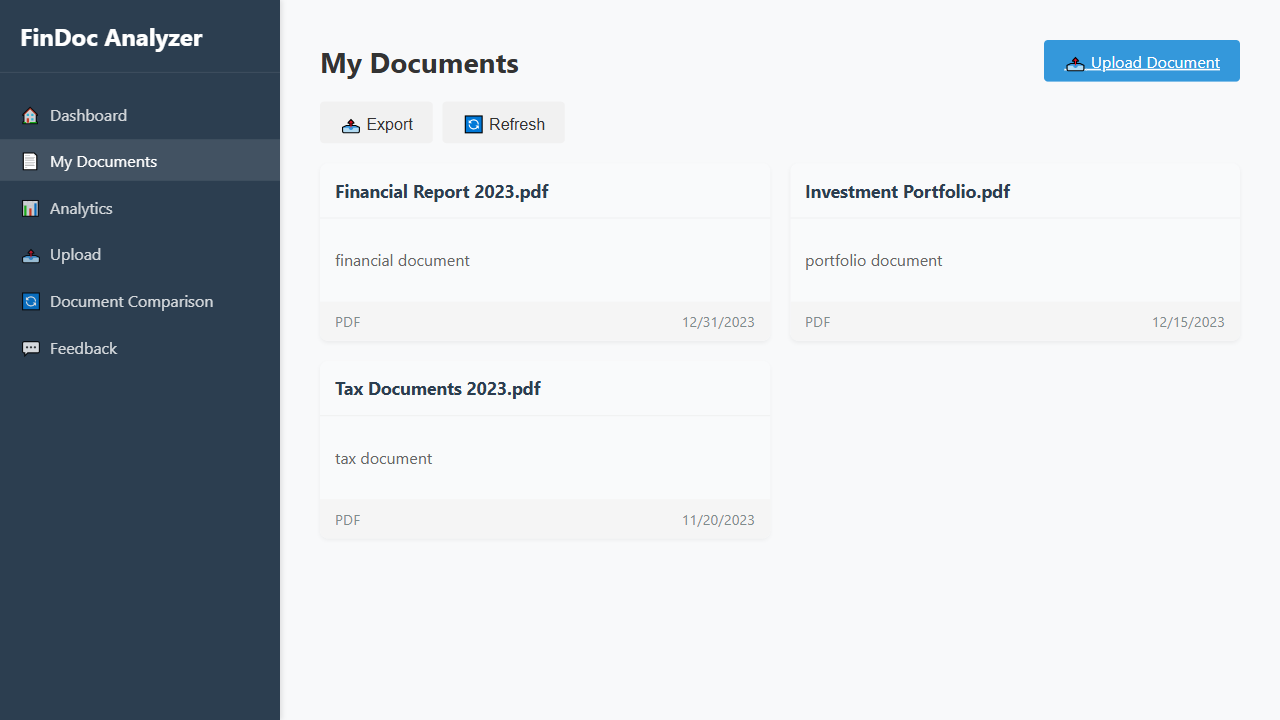 FinDoc Analyzer
Dashboard
My Documents
Analytics
Upload
Document Comparison
Feedback
My Documents
Upload Document
Export
Refresh
Financial Report 2023.pdf
financial document
PDF
12/31/2023
Investment Portfolio.pdf
portfolio document
PDF
12/15/2023
Tax Documents 2023.pdf
tax document
PDF
11/20/2023